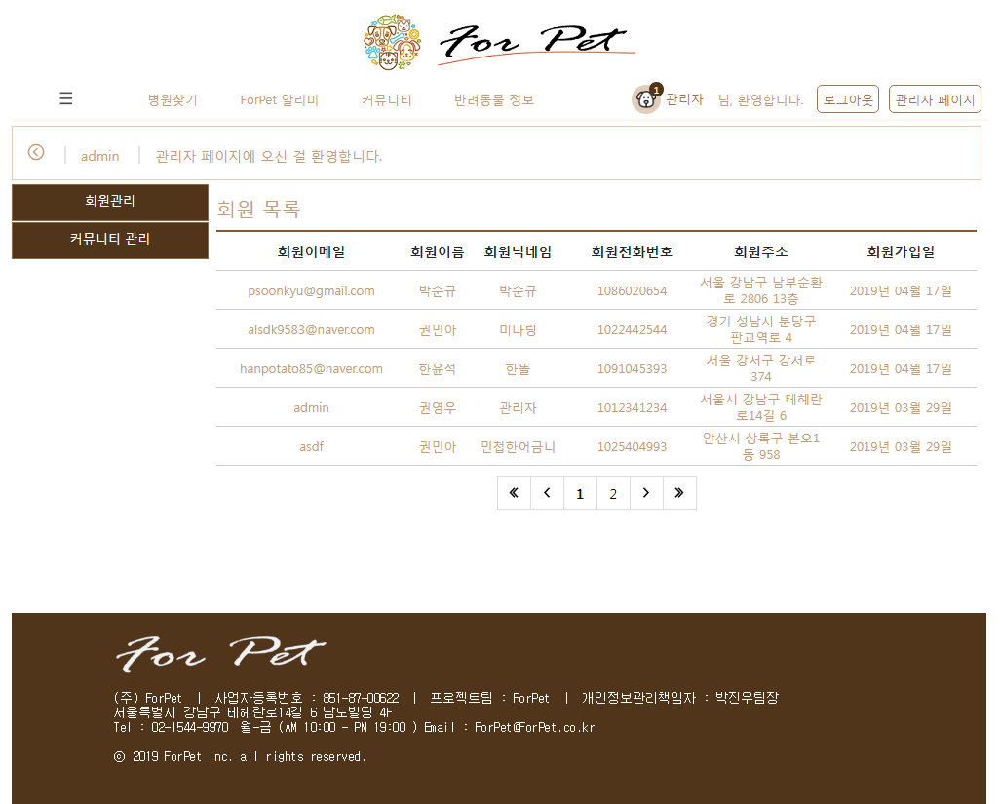 For Pet
☰ 병원찾기 ForPet 알리미 커뮤니티 반려동물 정보 1 관리자 님, 환영합니다. 로그아웃 관리자 페이지
admin 관리자 페이지에 오신 걸 환영합니다.
회원관리
커뮤니티 관리
회원 목록
회원이메일 회원이름 회원닉네임 회원전화번호 회원주소 회원가입일
psoonkyu@gmail.com 박순규 박순규 1086020654 서울 강남구 남부순환
로 2806 13층 2019년 04월 17일
alsdk9583@naver.com 권민아 미나링 1022442544 경기 성남시 분당구
판교역로 4 2019년 04월 17일
hanpotato85@naver.com 한윤석 한뚤 1091045393 서울 강서구 강서로
374 2019년 04월 17일
admin 권영우 관리자 1012341234 서울시 강남구 테헤란
로14길 6 2019년 03월 29일
asdf 권민아 민첩한어금니 1025404993 안산시 상록구 본오1
동 958 2019년 03월 29일
« ‹ 1 2 › »
For Pet
(주) ForPet | 사업자등록번호 : 851-87-00622 | 프로젝트팀 : ForPet | 개인정보관리책임자 : 박진우팀장
서울특별시 강남구 테헤란로14길 6 남도빌딩 4F
Tel : 02-1544-9970 월-금 (AM 10:00 - PM 19:00 ) Email : ForPet@ForPet.co.kr
ⓒ 2019 ForPet Inc. all rights reserved.